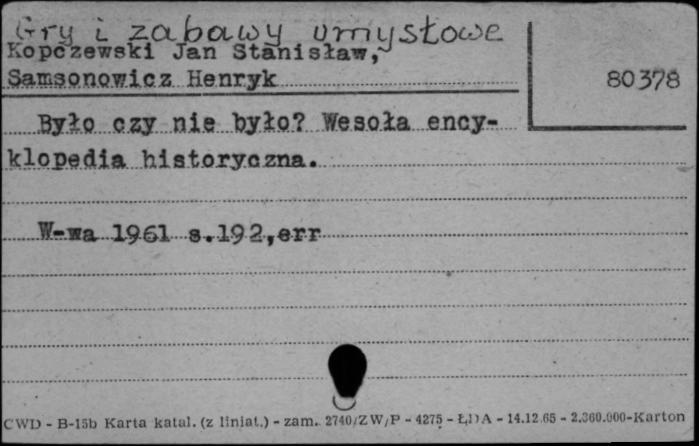 Gry i zabawy umysłowe
Kopczewski Jan Stanisław,
Samsonowicz Henryk
80378
Było czy nie było? Wesoła ency-
klopedia historyczna.
W-wa 1961 s.192,err
CWD - B-15b Karta katal. (z liniat.) - zam. 2740/ZW/P - 4275 - ŁDA - 14.12.65 - 2.360.000-Karton